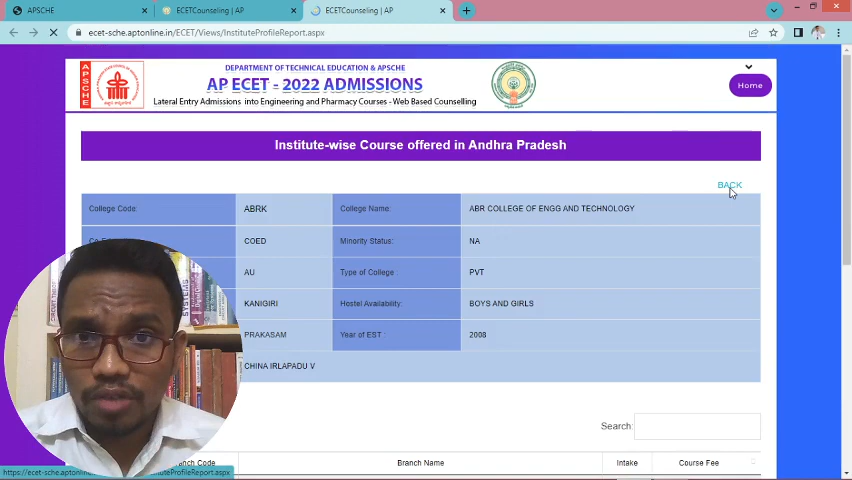 APSCHE
ECETCounseling | AP
ECETCounseling | AP
ecet-sche.aptonline.in/ECET/Views/InstituteProfileReport.aspx
APSCHE
DEPARTMENT OF TECHNICAL EDUCATION & APSCHE
AP ECET - 2022 ADMISSIONS
Lateral Entry Admissions into Engineering and Pharmacy Courses - Web Based Counselling
Home
Institute-wise Course offered in Andhra Pradesh
BACK
College Code: ABRK College Name: ABR COLLEGE OF ENGG AND TECHNOLOGY
COED Minority Status: NA
AU Type of College: PVT
KANIGIRI Hostel Availability: BOYS AND GIRLS
PRAKASAM Year of EST : 2008
CHINA IRLAPADU V
Search:
Code Branch Name Intake Course Fee